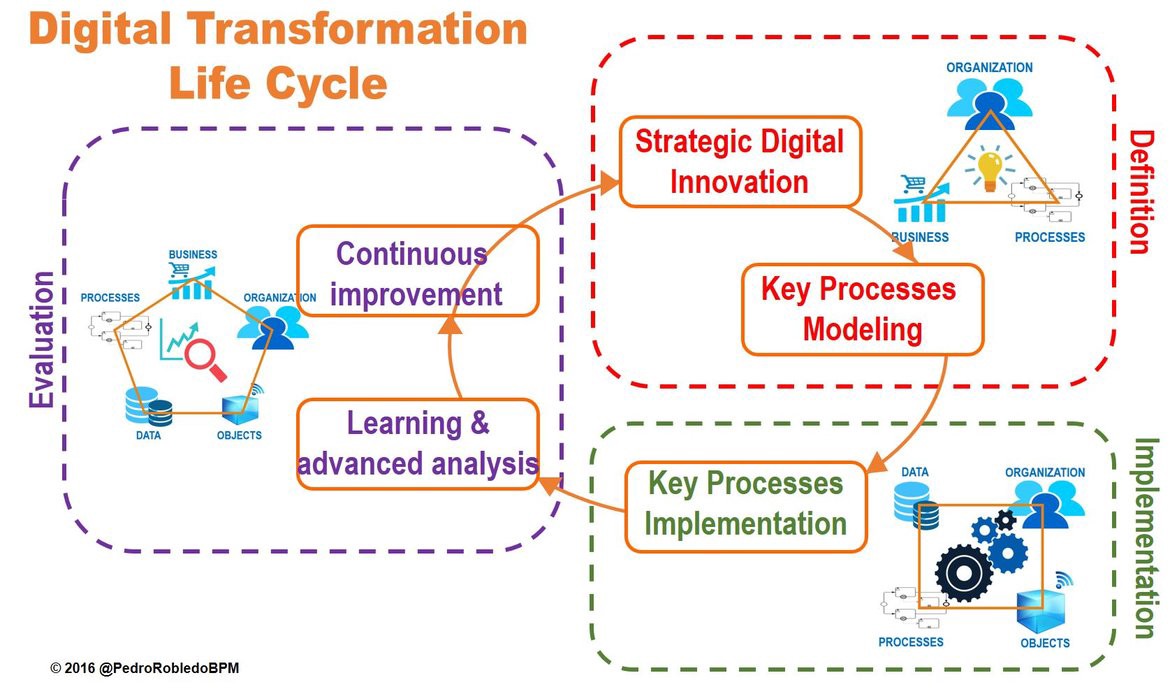 Digital Transformation
Life Cycle
Evaluation
BUSINESS
PROCESSES
ORGANIZATION
DATA
OBJECTS
Continuous
improvement
Learning &
advanced analysis
Definition
Strategic Digital
Innovation
ORGANIZATION
BUSINESS
PROCESSES
Key Processes
Modeling
Implementation
Key Processes
Implementation
DATA
ORGANIZATION
PROCESSES
OBJECTS
© 2016 @PedroRobledoBPM